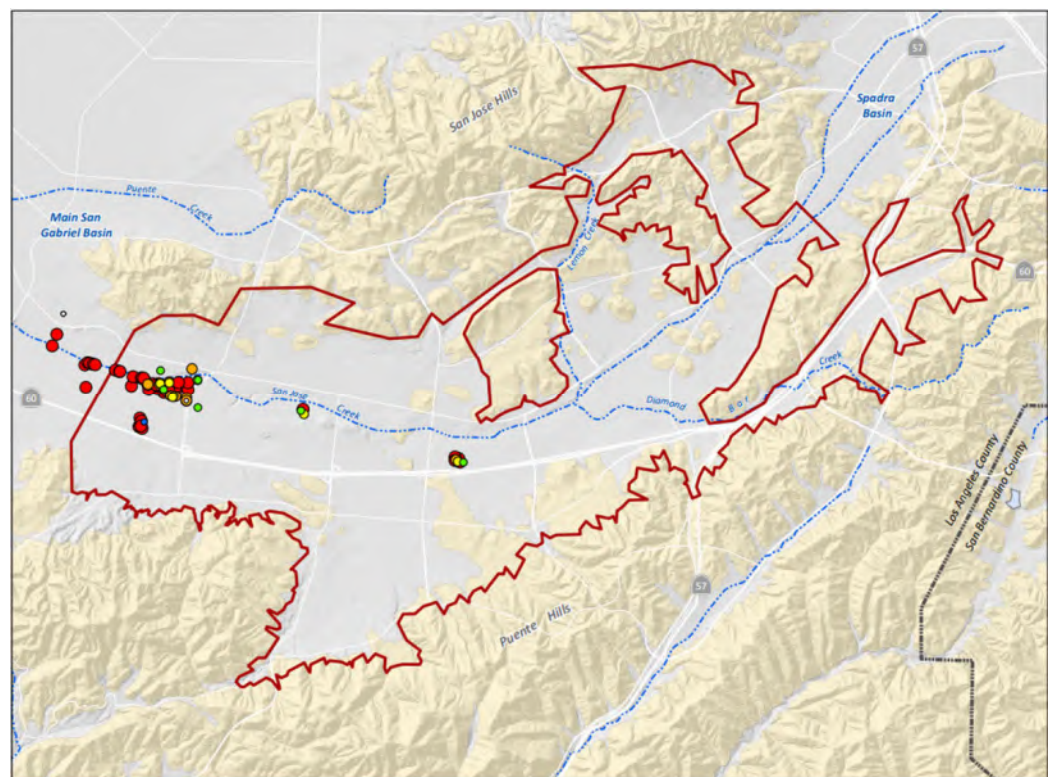 57
Spadra
Basin
San Jose Hills
Puente
Creek
Main San
Gabriel Basin
Lemon Creek
60
60
San Jose
Creek
Diamond
Bar
Creek
Los Angeles County
San Bernardino County
57
Puente Hills